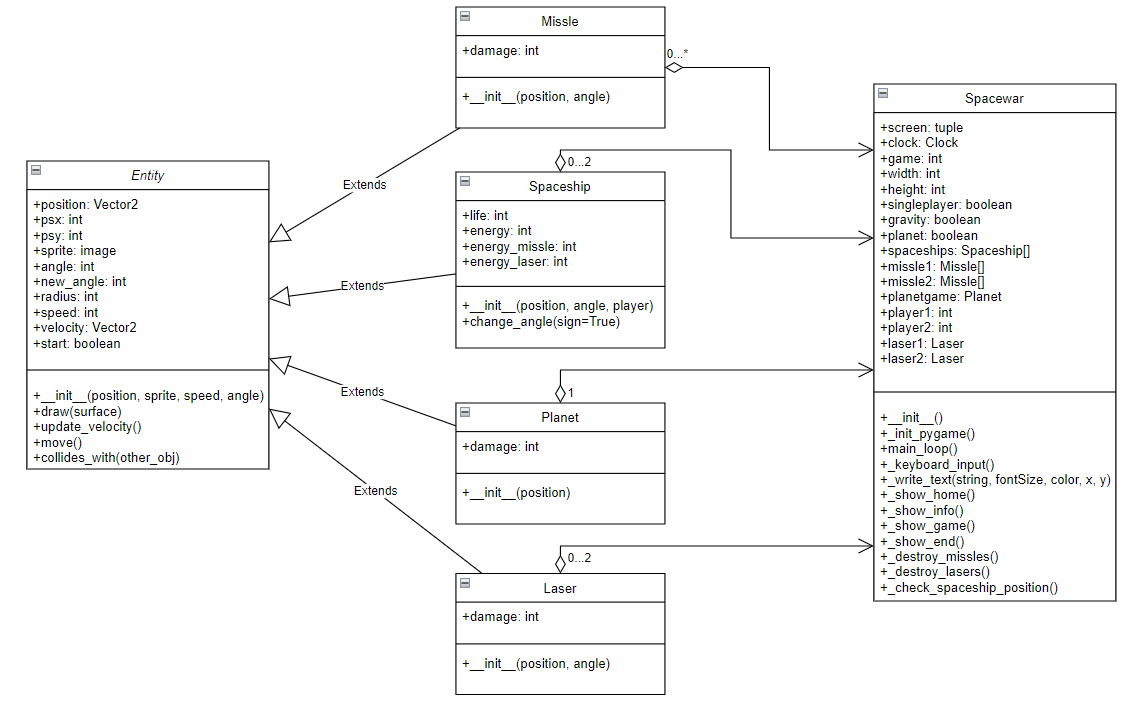 Missle
+damage: int
+__init__(position, angle)
0...*
Extends
Entity
+position: Vector2
+psx: int
+psy: int
+sprite: image
+angle: int
+new_angle: int
+radius: int
+speed: int
+velocity: Vector2
+start: boolean
+__init__(position, sprite, speed, angle)
+draw(surface)
+update_velocity()
+move()
+collides_with(other_obj)
0...2
Spaceship
+life: int
+energy: int
+energy_missle: int
+energy_laser: int
+__init__(position, angle, player)
+change_angle(sign=True)
Extends
1
Planet
+damage: int
+__init__(position)
Extends
0...2
Laser
+damage: int
+__init__(position, angle)
Extends
Spacewar
+screen: tuple
+clock: Clock
+game: int
+width: int
+height: int
+singleplayer: boolean
+gravity: boolean
+planet: boolean
+spaceships: Spaceship[]
+missle1: Missle[]
+missle2: Missle[]
+planetgame: Planet
+player1: int
+player2: int
+laser1: Laser
+laser2: Laser
+__init__()
+_init_pygame()
+main_loop()
+_keyboard_input()
+_write_text(string, fontSize, color, x, y)
+_show_home()
+_show_info()
+_show_game()
+_show_end()
+_destroy_missles()
+_destroy_lasers()
+_check_spaceship_position()